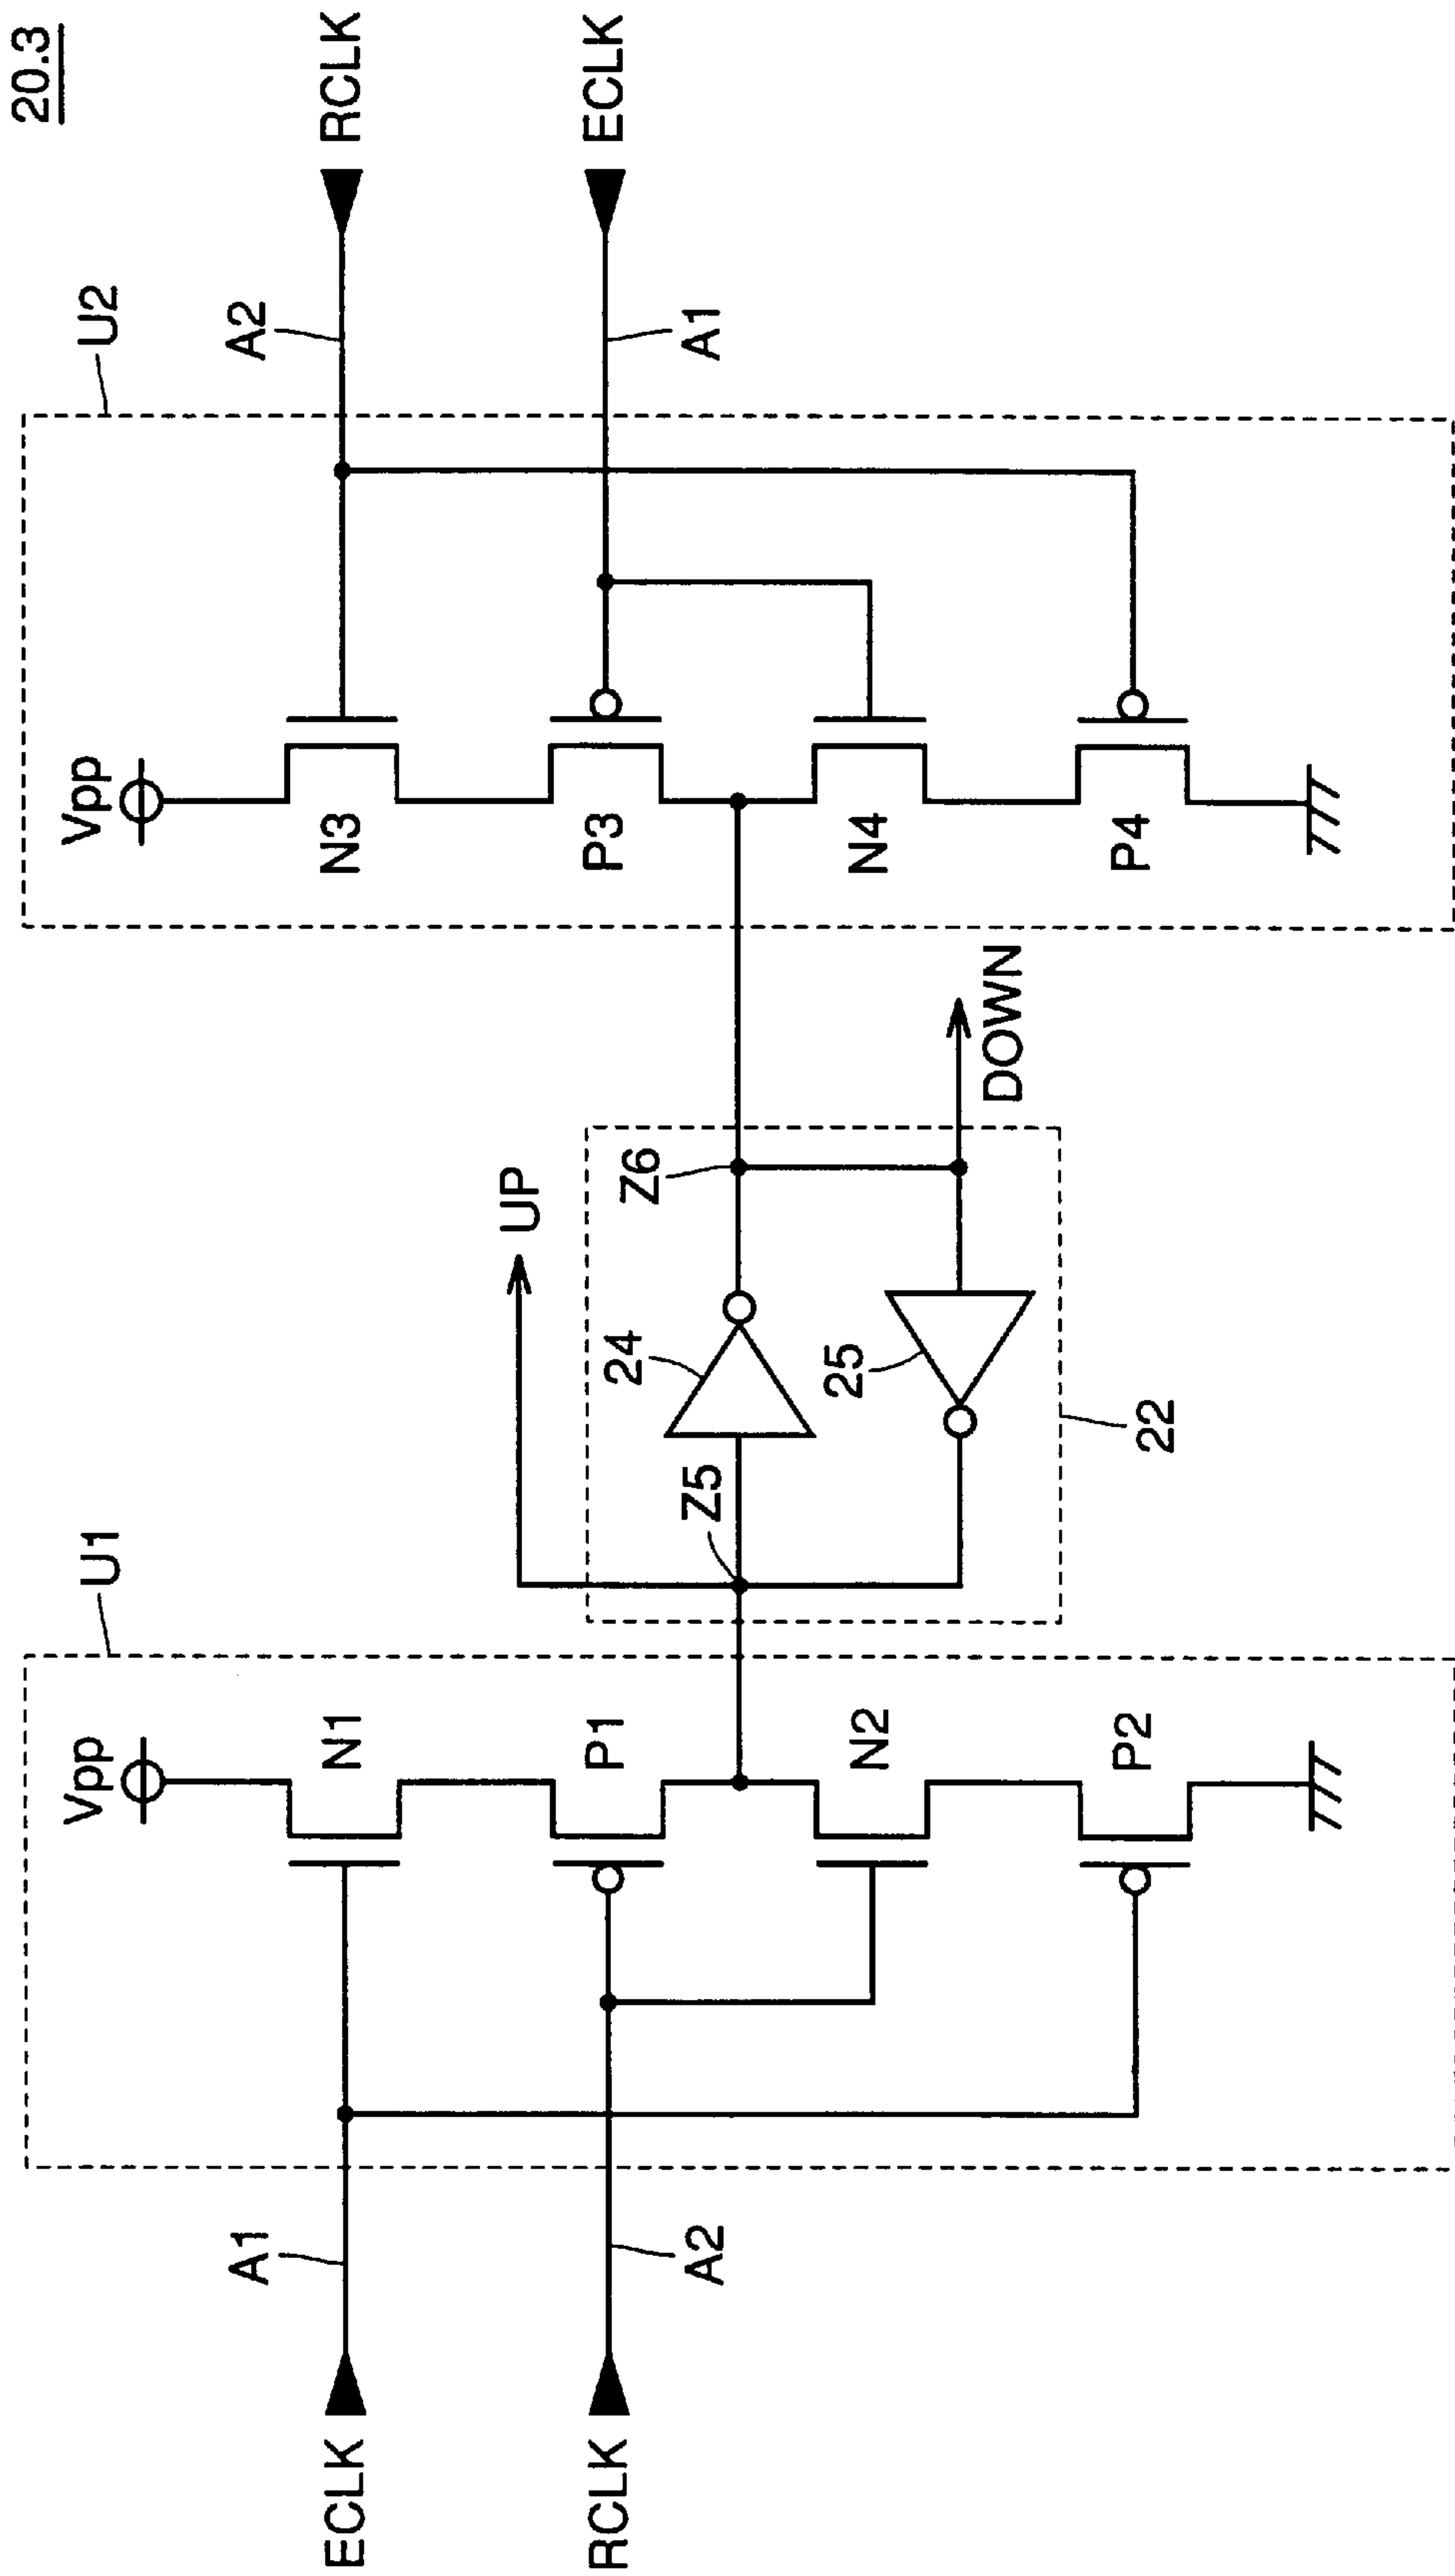 20.3
U1
U2
Vpp
Vpp
ECLK
A1
N1
N3
A2
RCLK
UP
RCLK
A2
P1
P3
A1
ECLK
24
Z5
Z6
N2
25
N4
DOWN
P2
22
P4